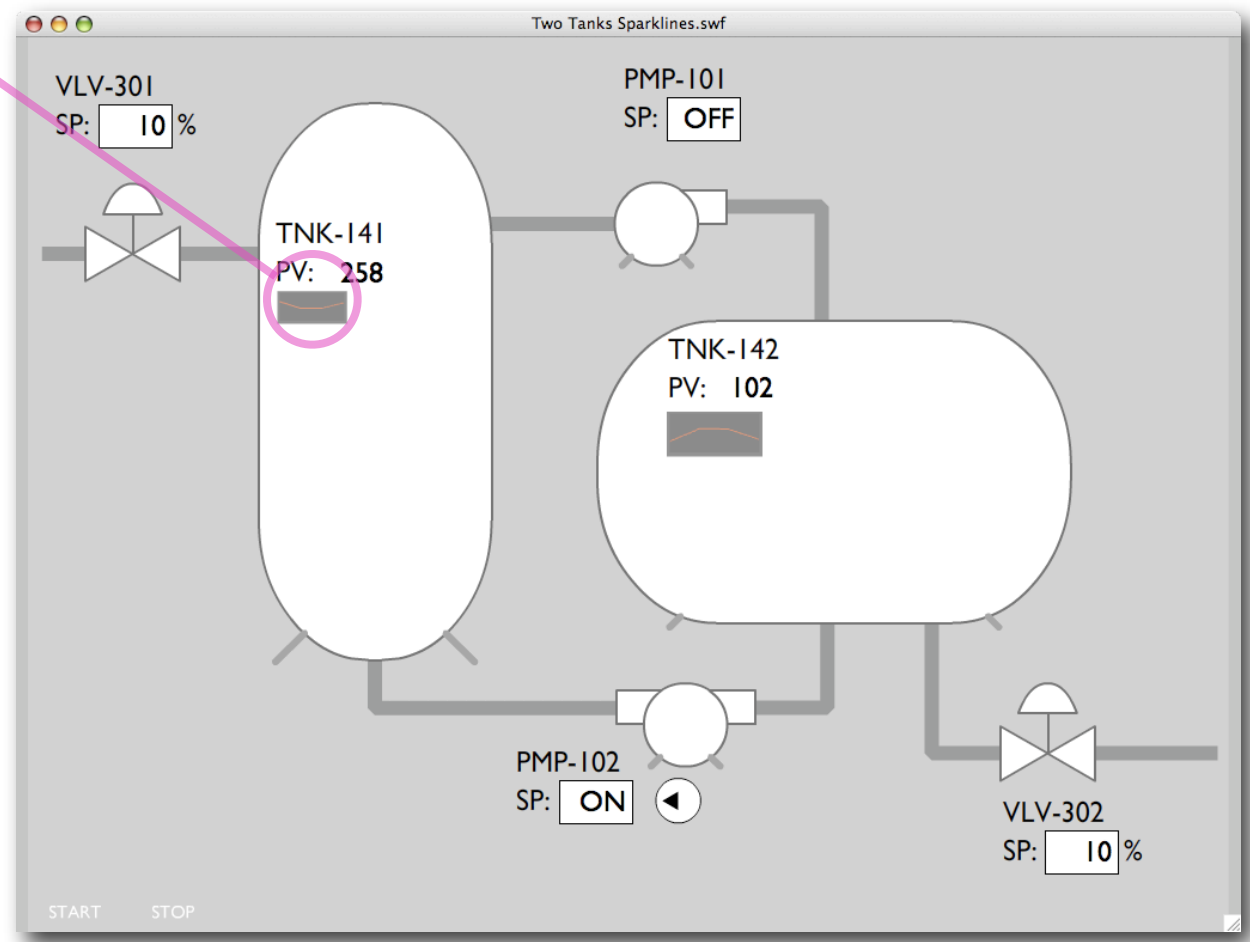 Two Tanks Sparklines.swf
VLV-301
SP: 10 %
PMP-101
SP: OFF
TNK-141
PV: 258
TNK-142
PV: 102
PMP-102
SP: ON
VLV-302
SP: 10 %
START STOP